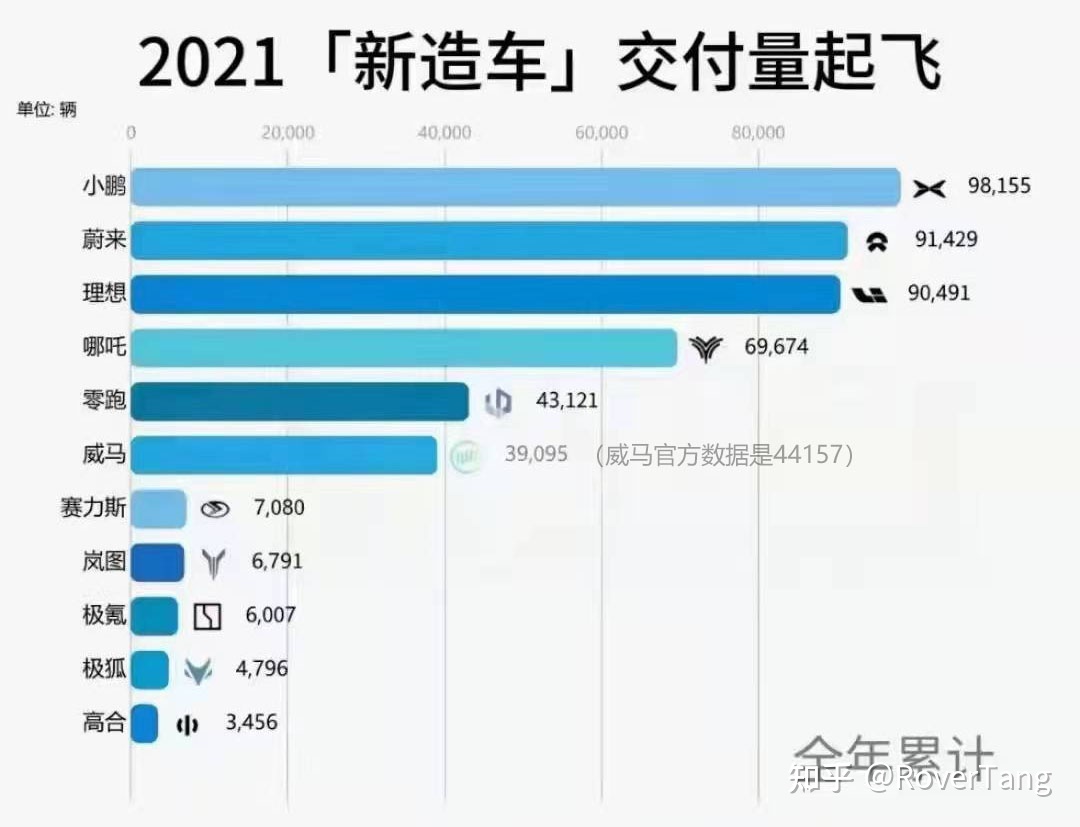 2021「新造车」交付量起飞
单位: 辆
0 20,000 40,000 60,000 80,000
小鹏 98,155
蔚来 91,429
理想 90,491
哪吒 69,674
零跑 43,121
威马 39,095 （威马官方数据是44157）
赛力斯 7,080
岚图 6,791
极氪 6,007
极狐 4,796
高合 3,456
全年累计
知乎 @RoverTang